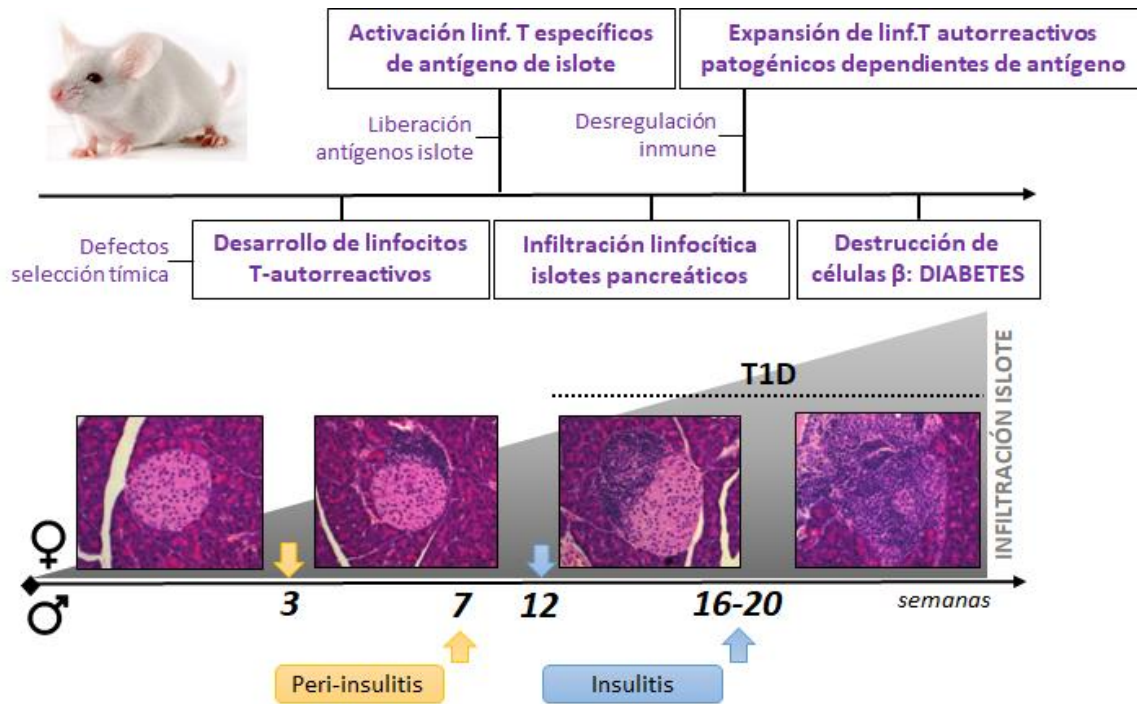 Activación linf. T específicos
de antígeno de islote
Expansión de linf.T autorreactivos
patogénicos dependientes de antígeno
Liberación
antígenos islote
Desregulación
inmune
Defectos
selección tímica
Desarrollo de linfocitos
T-autorreactivos
Infiltración linfocítica
islotes pancreáticos
Destrucción de
células β: DIABETES
T1D
INFILTRACIÓN ISLOTE
♀
♂
3
7
12
16-20
semanas
Peri-insulitis
Insulitis